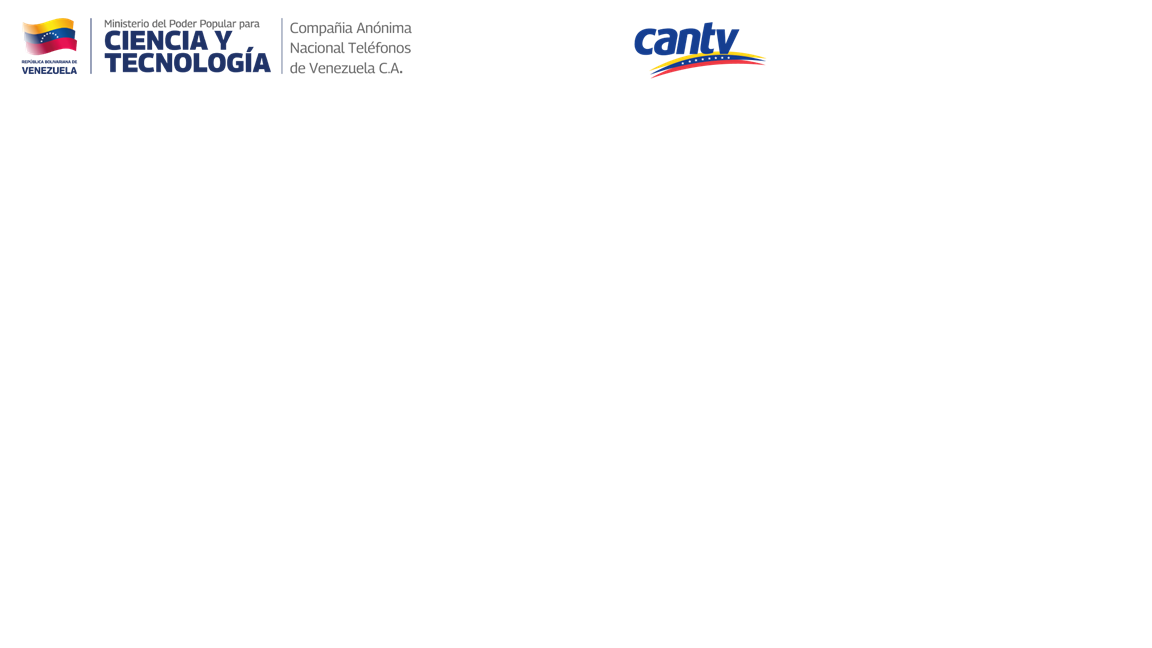 REPÚBLICA BOLIVARIANA DE
VENEZUELA
Ministerio del Poder Popular para
CIENCIA Y
TECNOLOGÍA
Compañia Anónima
Nacional Teléfonos
de Venezuela C.A.
cantv